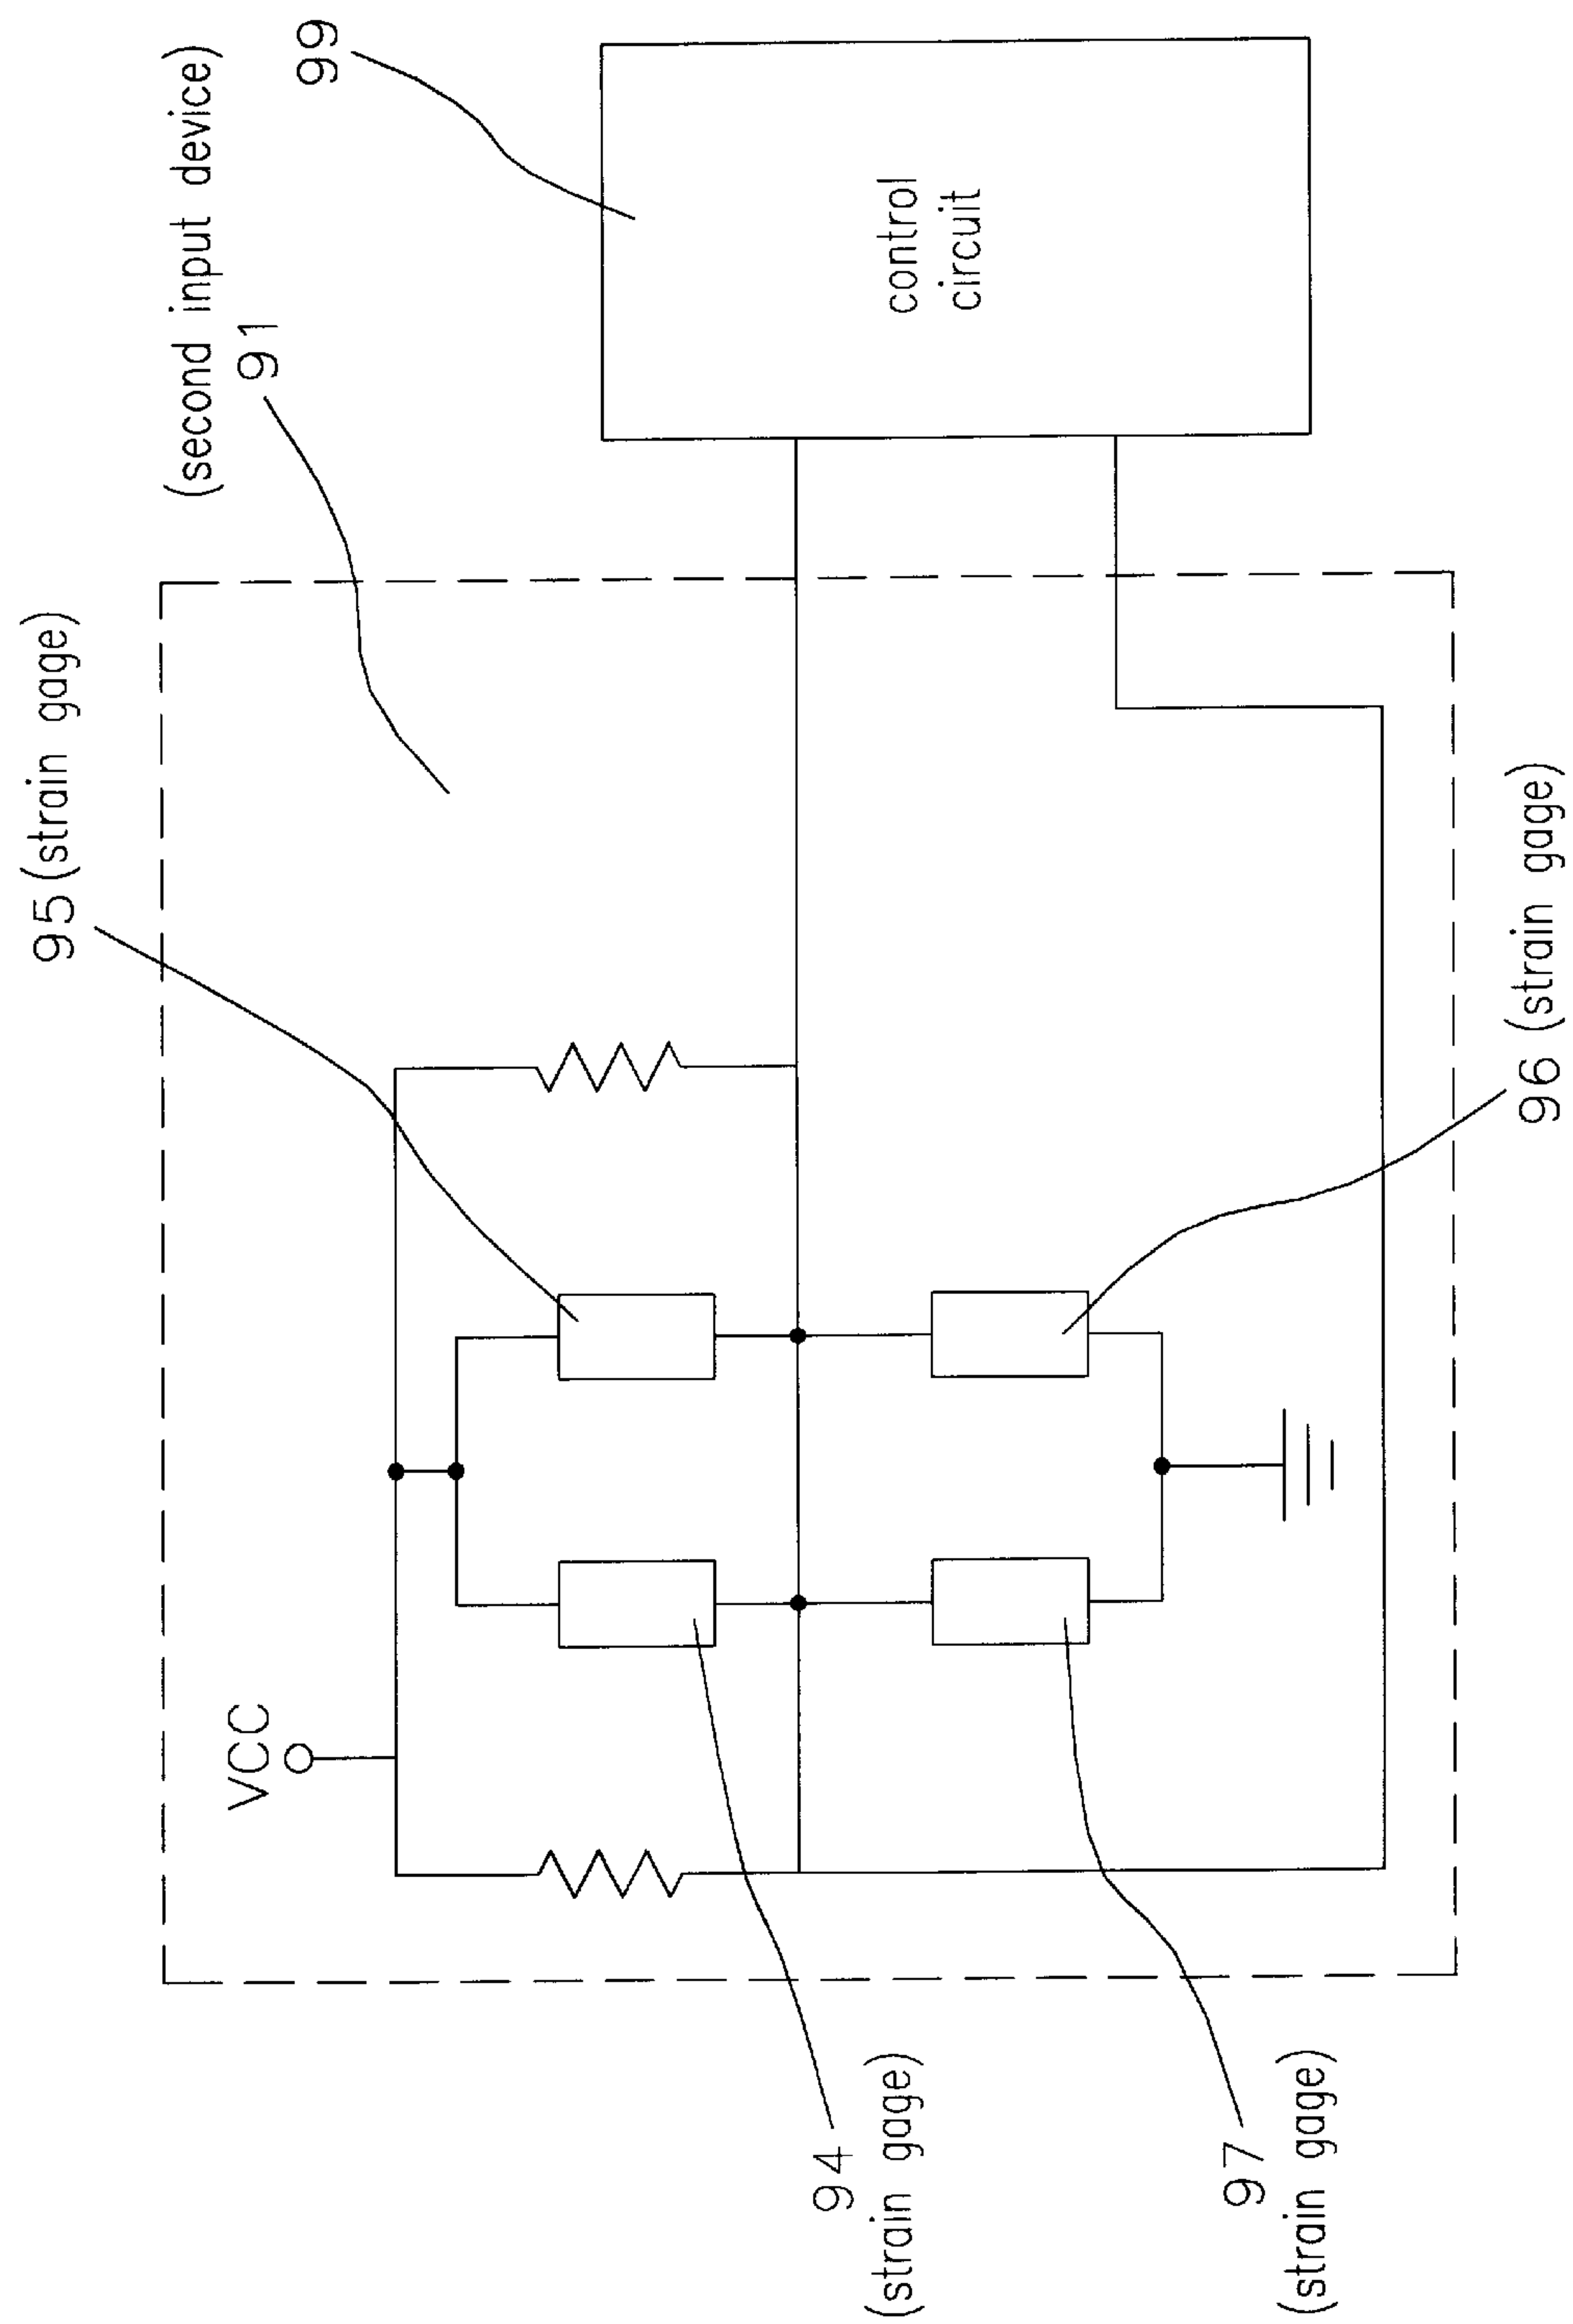 99
(second input device)
91
control
circuit
95 (strain gage)
96 (strain gage)
VCC
94
(strain gage)
97
(strain gage)